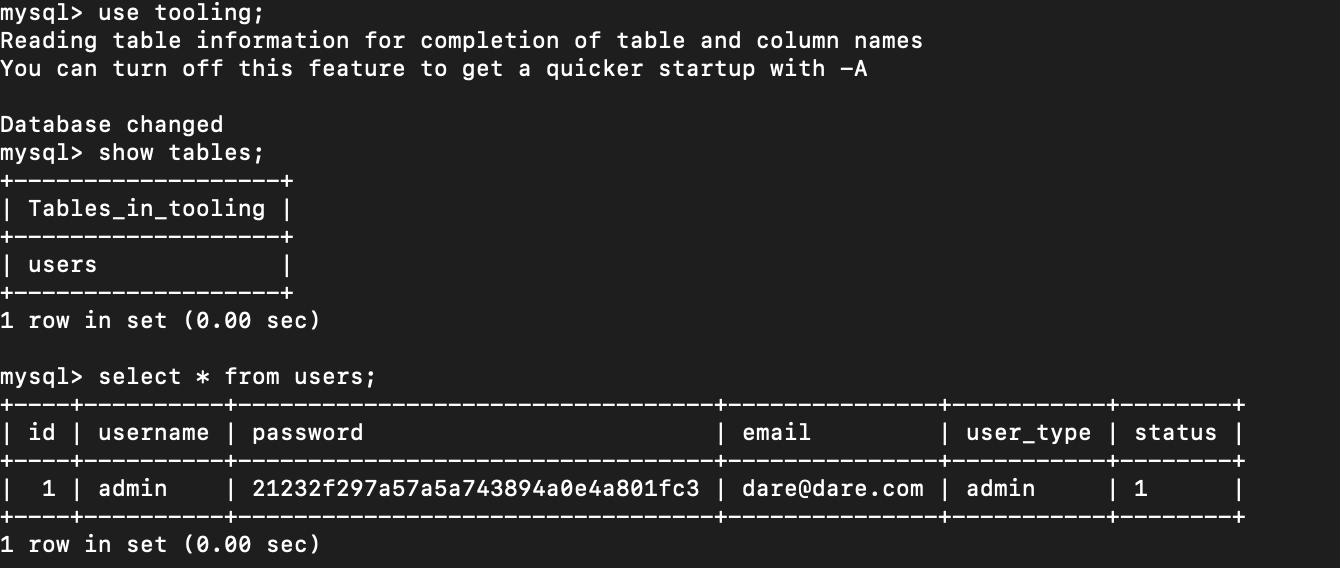 mysql> use tooling;
Reading table information for completion of table and column names
You can turn off this feature to get a quicker startup with -A

Database changed
mysql> show tables;
+-------------------+
| Tables_in_tooling |
+-------------------+
| users             |
+-------------------+
1 row in set (0.00 sec)

mysql> select * from users;
+----+----------+----------------------------------+---------------+-----------+--------+
| id | username | password                         | email         | user_type | status |
+----+----------+----------------------------------+---------------+-----------+--------+
|  1 | admin    | 21232f297a57a5a743894a0e4a801fc3 | dare@dare.com | admin     | 1      |
+----+----------+----------------------------------+---------------+-----------+--------+
1 row in set (0.00 sec)